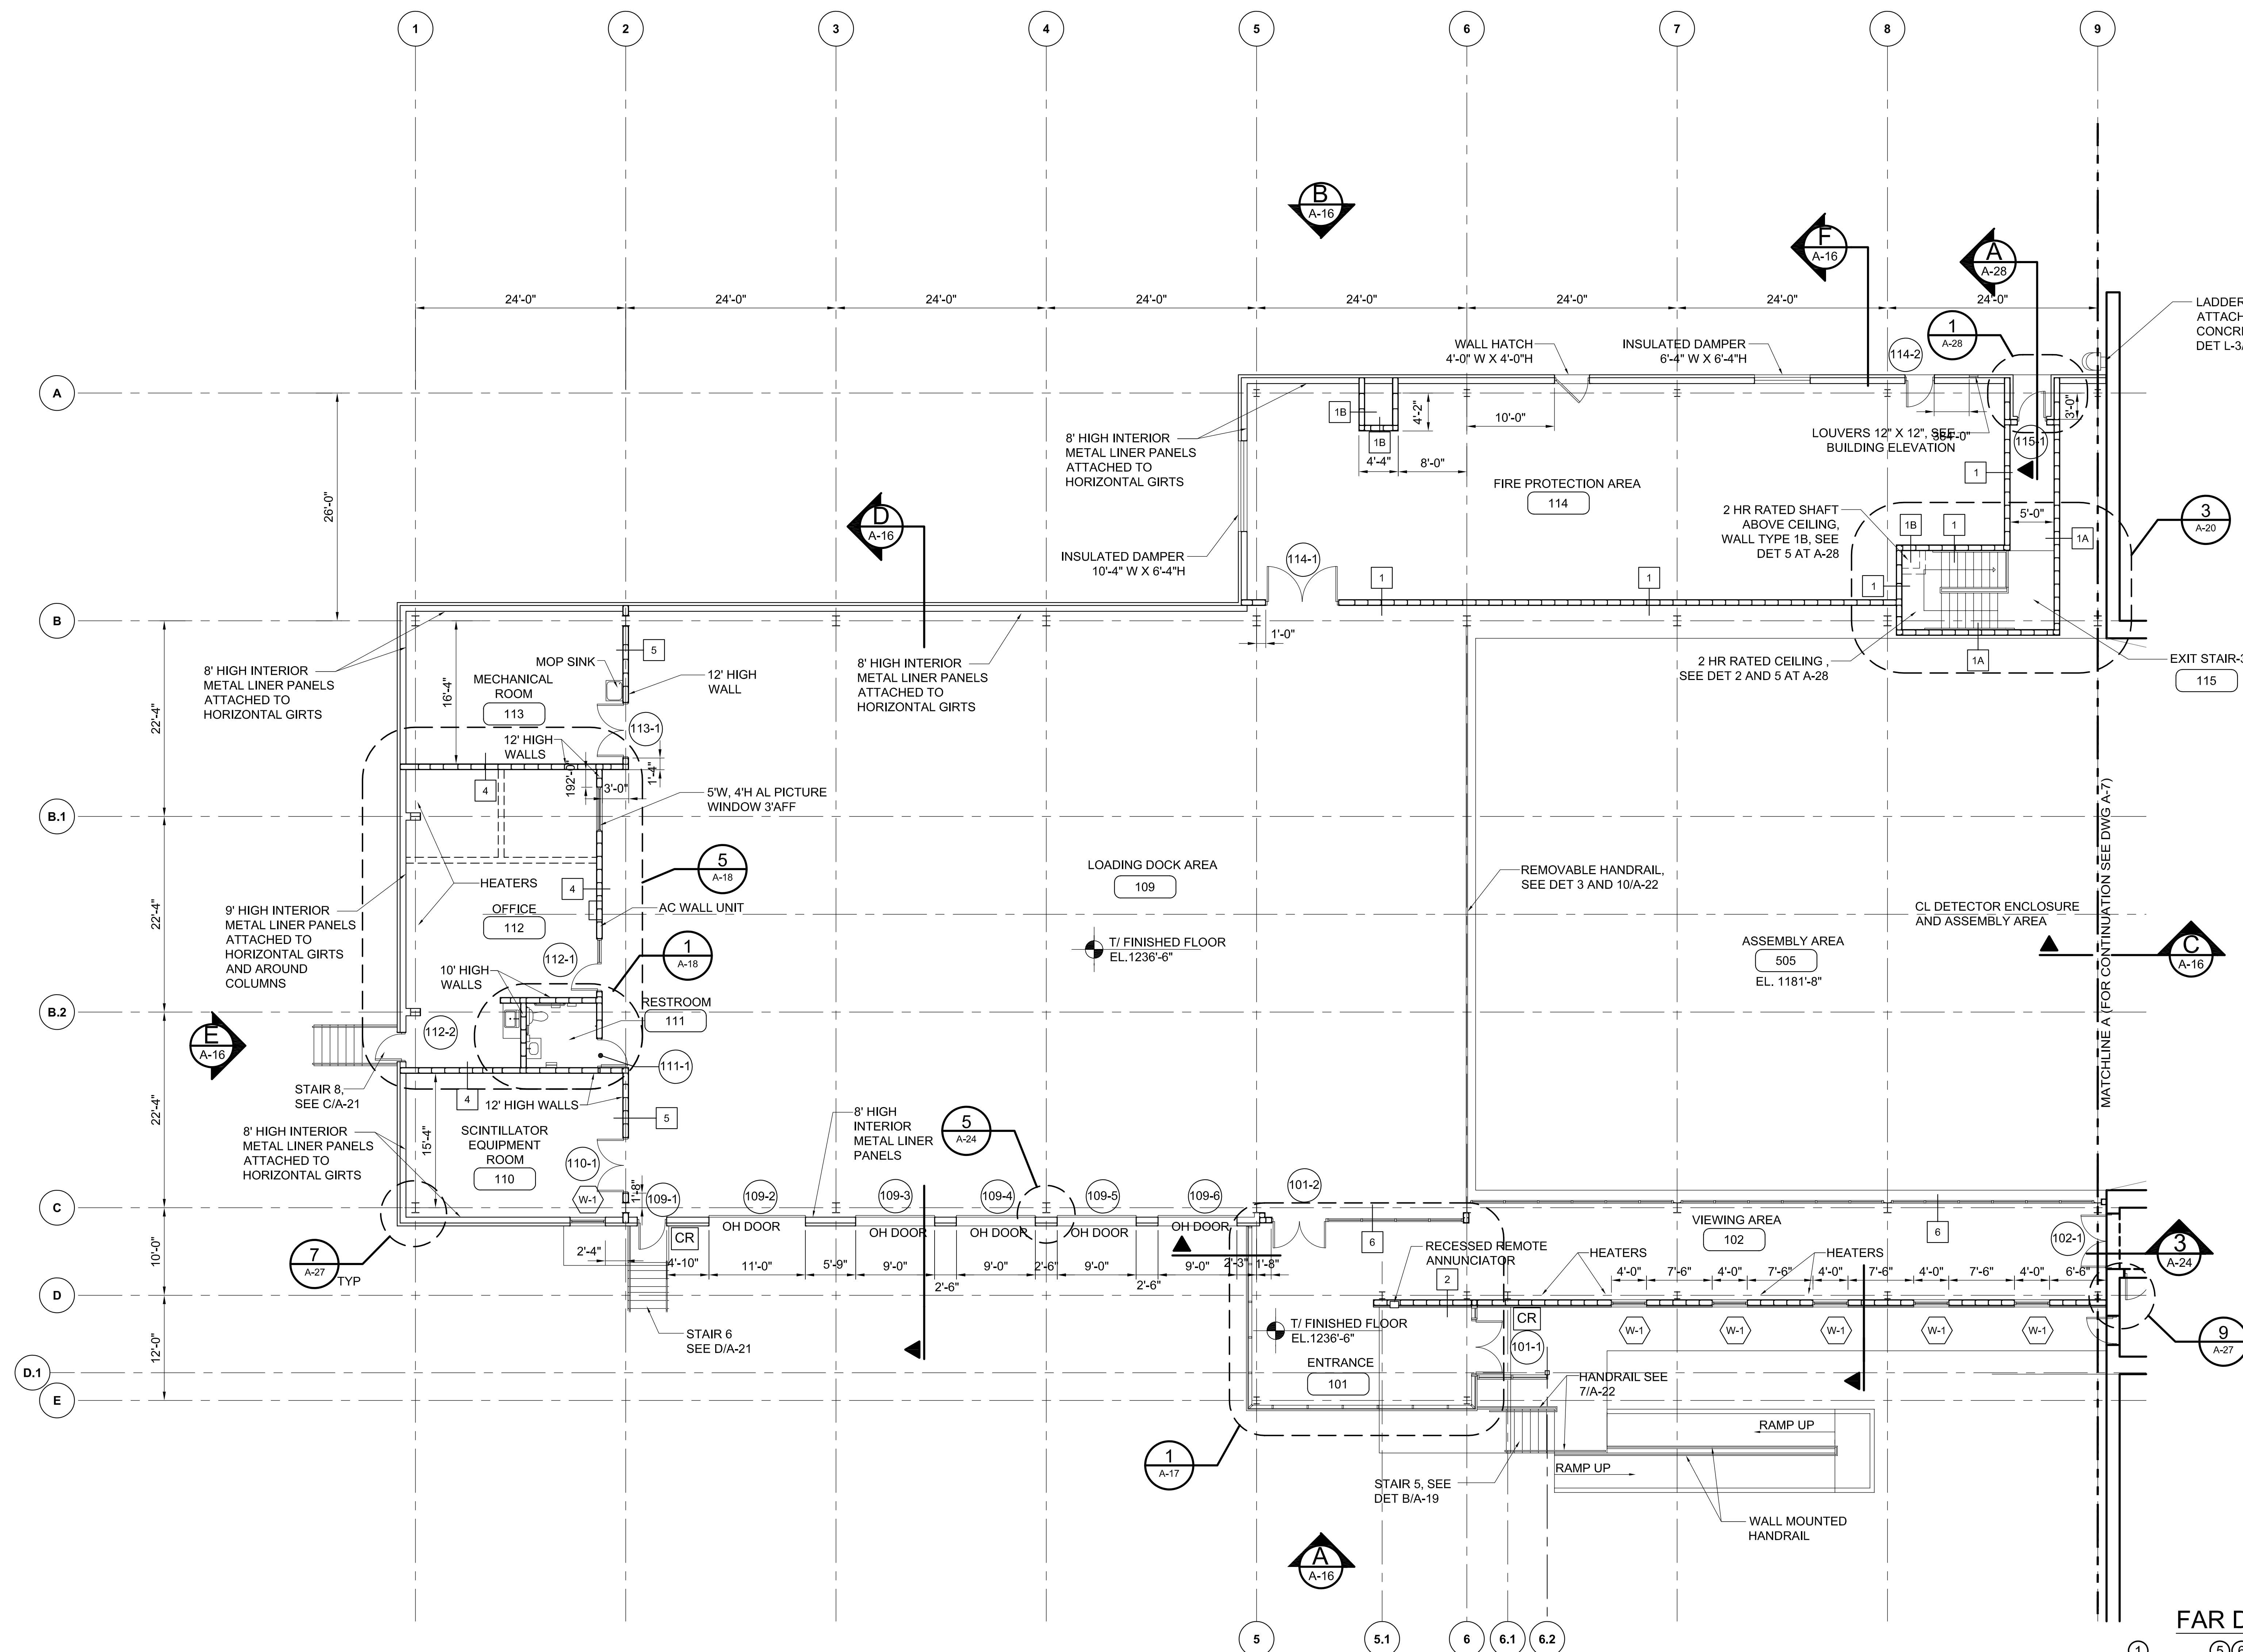 1
2
3
4
5
6
7
8
9
B
A-16
F
A-16
A
A-28
24'-0"
24'-0"
24'-0"
24'-0"
24'-0"
24'-0"
24'-0"
24'-0"
1
A-28
WALL HATCH
4'-0" W X 4'-0"H
INSULATED DAMPER
6'-4" W X 6'-4"H
114-2
A
1B
1B
4'-2"
10'-0"
4'-4"
8'-0"
3'-0"
LOUVERS 12" X 12", SEE
BUILDING ELEVATION
115-1
8' HIGH INTERIOR
METAL LINER PANELS
ATTACHED TO
HORIZONTAL GIRTS
1
26'-0"
FIRE PROTECTION AREA
114
D
A-16
2 HR RATED SHAFT
ABOVE CEILING,
WALL TYPE 1B, SEE
DET 5 AT A-28
1B
1
5'-0"
1A
3
A-20
INSULATED DAMPER
10'-4" W X 6'-4"H
114-1
1
1
1
B
1'-0"
8' HIGH INTERIOR
METAL LINER PANELS
ATTACHED TO
HORIZONTAL GIRTS
MOP SINK
5
12' HIGH
WALL
MECHANICAL
ROOM
113
16'-4"
8' HIGH INTERIOR
METAL LINER PANELS
ATTACHED TO
HORIZONTAL GIRTS
2 HR RATED CEILING ,
SEE DET 2 AND 5 AT A-28
1A
115
22'-4"
113-1
12' HIGH
WALLS
4
192'-0"
3'-0"
1'-4"
5'W, 4'H AL PICTURE
WINDOW 3'AFF
B.1
5
A-18
HEATERS
4
LOADING DOCK AREA
109
REMOVABLE HANDRAIL,
SEE DET 3 AND 10/A-22
MATCHLINE A (FOR CONTINUATION SEE DWG A-7)
9' HIGH INTERIOR
METAL LINER PANELS
ATTACHED TO
HORIZONTAL GIRTS
AND AROUND
COLUMNS
22'-4"
OFFICE
112
AC WALL UNIT
CL DETECTOR ENCLOSURE
AND ASSEMBLY AREA
T/ FINISHED FLOOR
EL.1236'-6"
ASSEMBLY AREA
505
EL. 1181'-8"
C
A-16
112-1
1
A-18
10' HIGH
WALLS
RESTROOM
111
B.2
112-2
E
A-16
111-1
STAIR 8,
SEE C/A-21
4
12' HIGH WALLS
5
22'-4"
15'-4"
8' HIGH INTERIOR
METAL LINER PANELS
ATTACHED TO
HORIZONTAL GIRTS
SCINTILLATOR
EQUIPMENT
ROOM
110
110-1
8' HIGH
INTERIOR
METAL LINER
PANELS
5
A-24
W-1
1'-8"
109-1
109-2
109-3
109-4
109-5
109-6
101-2
C
OH DOOR
OH DOOR
OH DOOR
OH DOOR
OH DOOR
CR
VIEWING AREA
102
6
6
102-1
3
A-24
7
A-27
TYP
10'-0"
2'-4"
4'-10"
11'-0"
5'-9"
9'-0"
2'-6"
9'-0"
2'-6"
9'-0"
2'-6"
9'-0"
2'-3"
1'-8"
RECESSED REMOTE
ANNUNCIATOR
2
HEATERS
HEATERS
4'-0"
7'-6"
4'-0"
7'-6"
4'-0"
7'-6"
4'-0"
7'-6"
4'-0"
6'-6"
D
STAIR 6
SEE D/A-21
T/ FINISHED FLOOR
EL.1236'-6"
CR
101-1
W-1
W-1
W-1
W-1
W-1
9
A-27
12'-0"
D.1
ENTRANCE
101
HANDRAIL SEE
7/A-22
E
RAMP UP
1
A-17
RAMP UP
STAIR 5, SEE
DET B/A-19
WALL MOUNTED
HANDRAIL
A
A-16
5
5.1
6
6.1
6.2
FAR
1
5